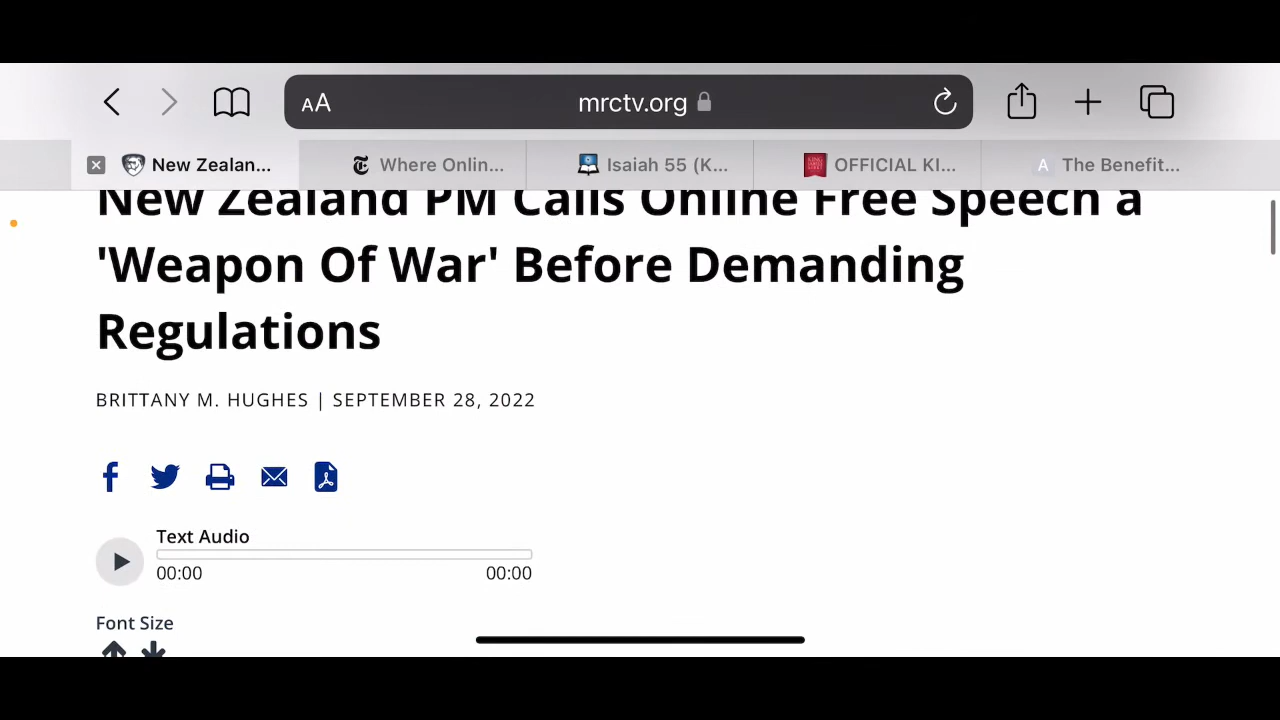 AA
mrctv.org
New Zealan...
Where Onlin...
Isaiah 55 (K...
OFFICIAL KI...
A The Benefit...
New Zealand PM Calls Online Free Speech a
'Weapon Of War' Before Demanding
Regulations
BRITTANY M. HUGHES | SEPTEMBER 28, 2022
Text Audio
00:00
00:00
Font Size